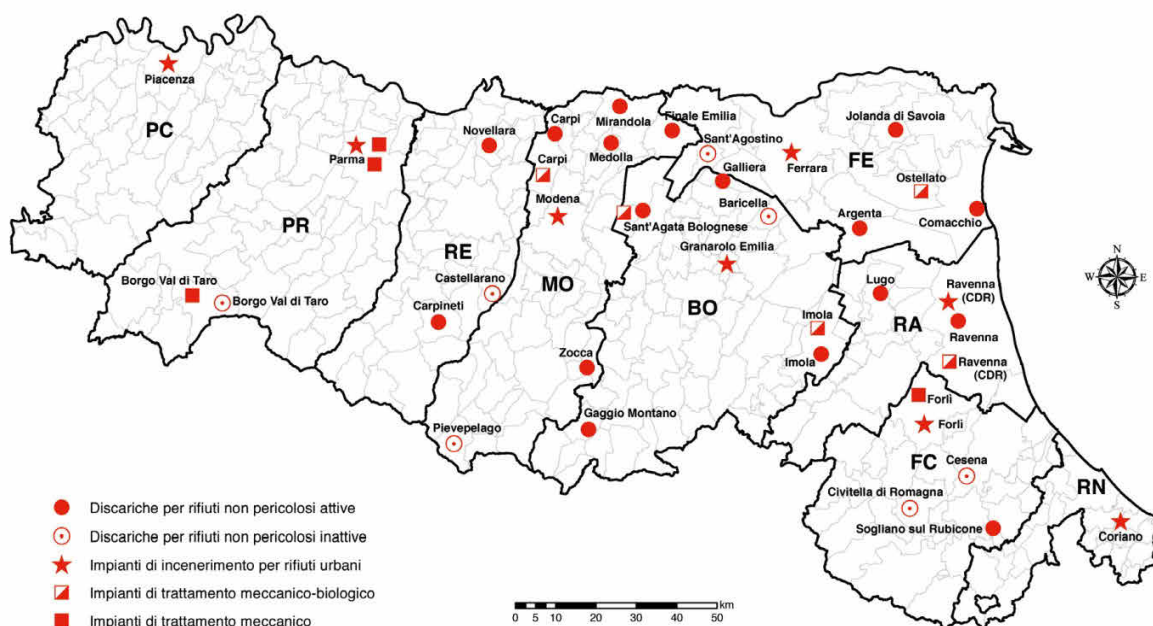 Piacenza
PC
Parma
PR
Borgo Val di Taro
Borgo Val di Taro
Novellara
RE
Castellarano
Carpineti
Carpi
Mirandola
Finale Emilia
Medolla
Carpi
Modena
MO
Zocca
Pievepelago
Sant'Agostino
Galliera
Baricella
Sant'Agata Bolognese
Granarolo Emilia
BO
Imola
Imola
Gaggio Montano
Jolanda di Savoia
Ferrara
FE
Ostellato
Argenta
Comacchio
Lugo
Ravenna
(CDR)
RA
Ravenna
Ravenna
(CDR)
Forlì
Forlì
FC
Cesena
Civitella di Romagna
Sogliano sul Rubicone
RN
Coriano
N
W
E
S
Discariche per rifiuti non pericolosi attive
Discariche per rifiuti non pericolosi inattive
Impianti di incenerimento per rifiuti urbani
Impianti di trattamento meccanico-biologico
Impianti di trattamento meccanico
km
0 5 10 20 30 40 50